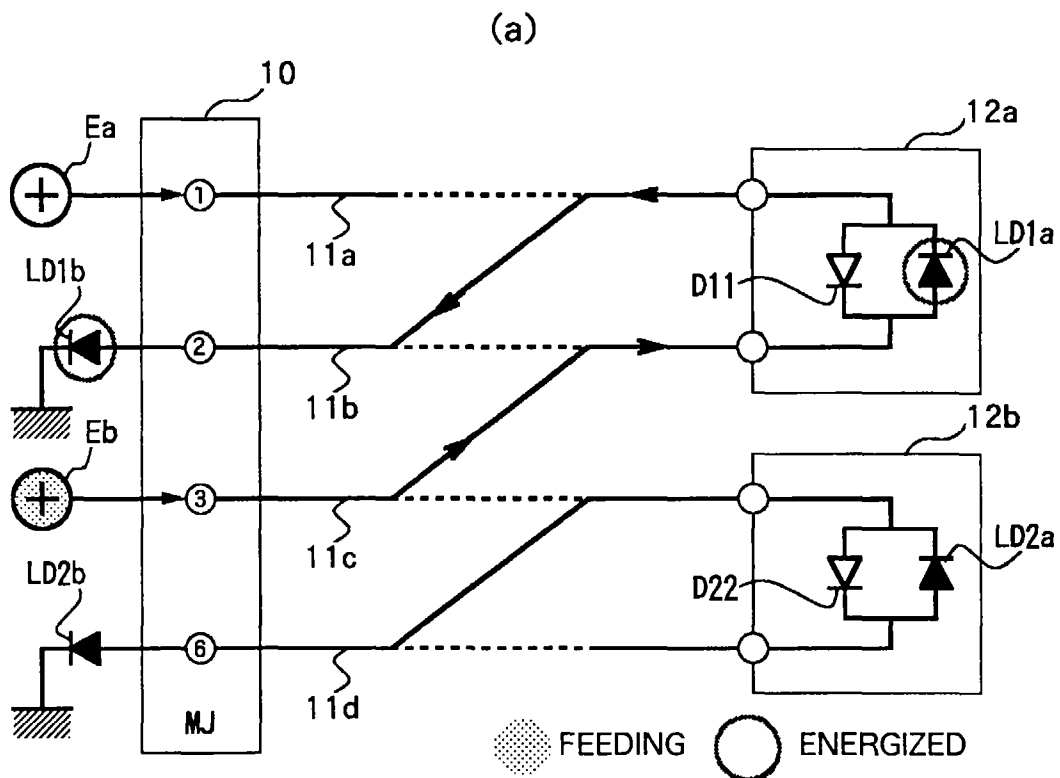 (a)
10
12a
Ea
1
11a
LD1b
D11
LD1a
2
11b
12b
Eb
3
11c
LD2b
D22
LD2a
6
11d
MJ
FEEDING
ENERGIZED